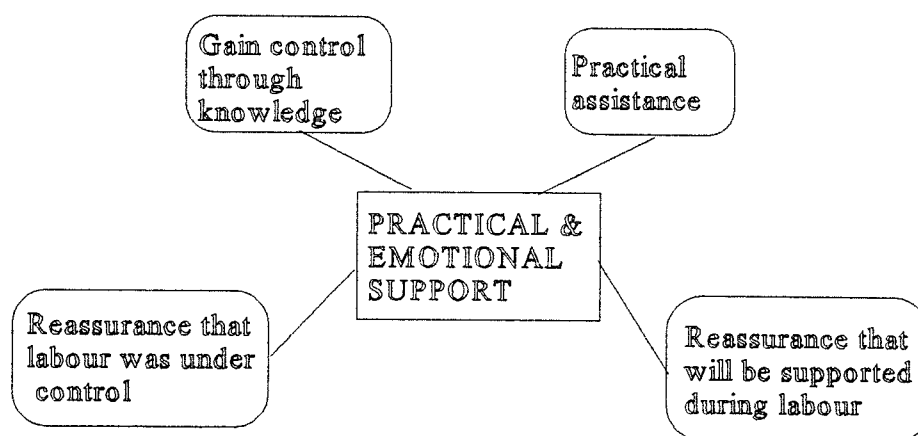 Gain control
through
knowledge
Practical
assistance
PRACTICAL &
EMOTIONAL
SUPPORT
Reassurance that
labour was under
control
Reassurance that
will be supported
during labour